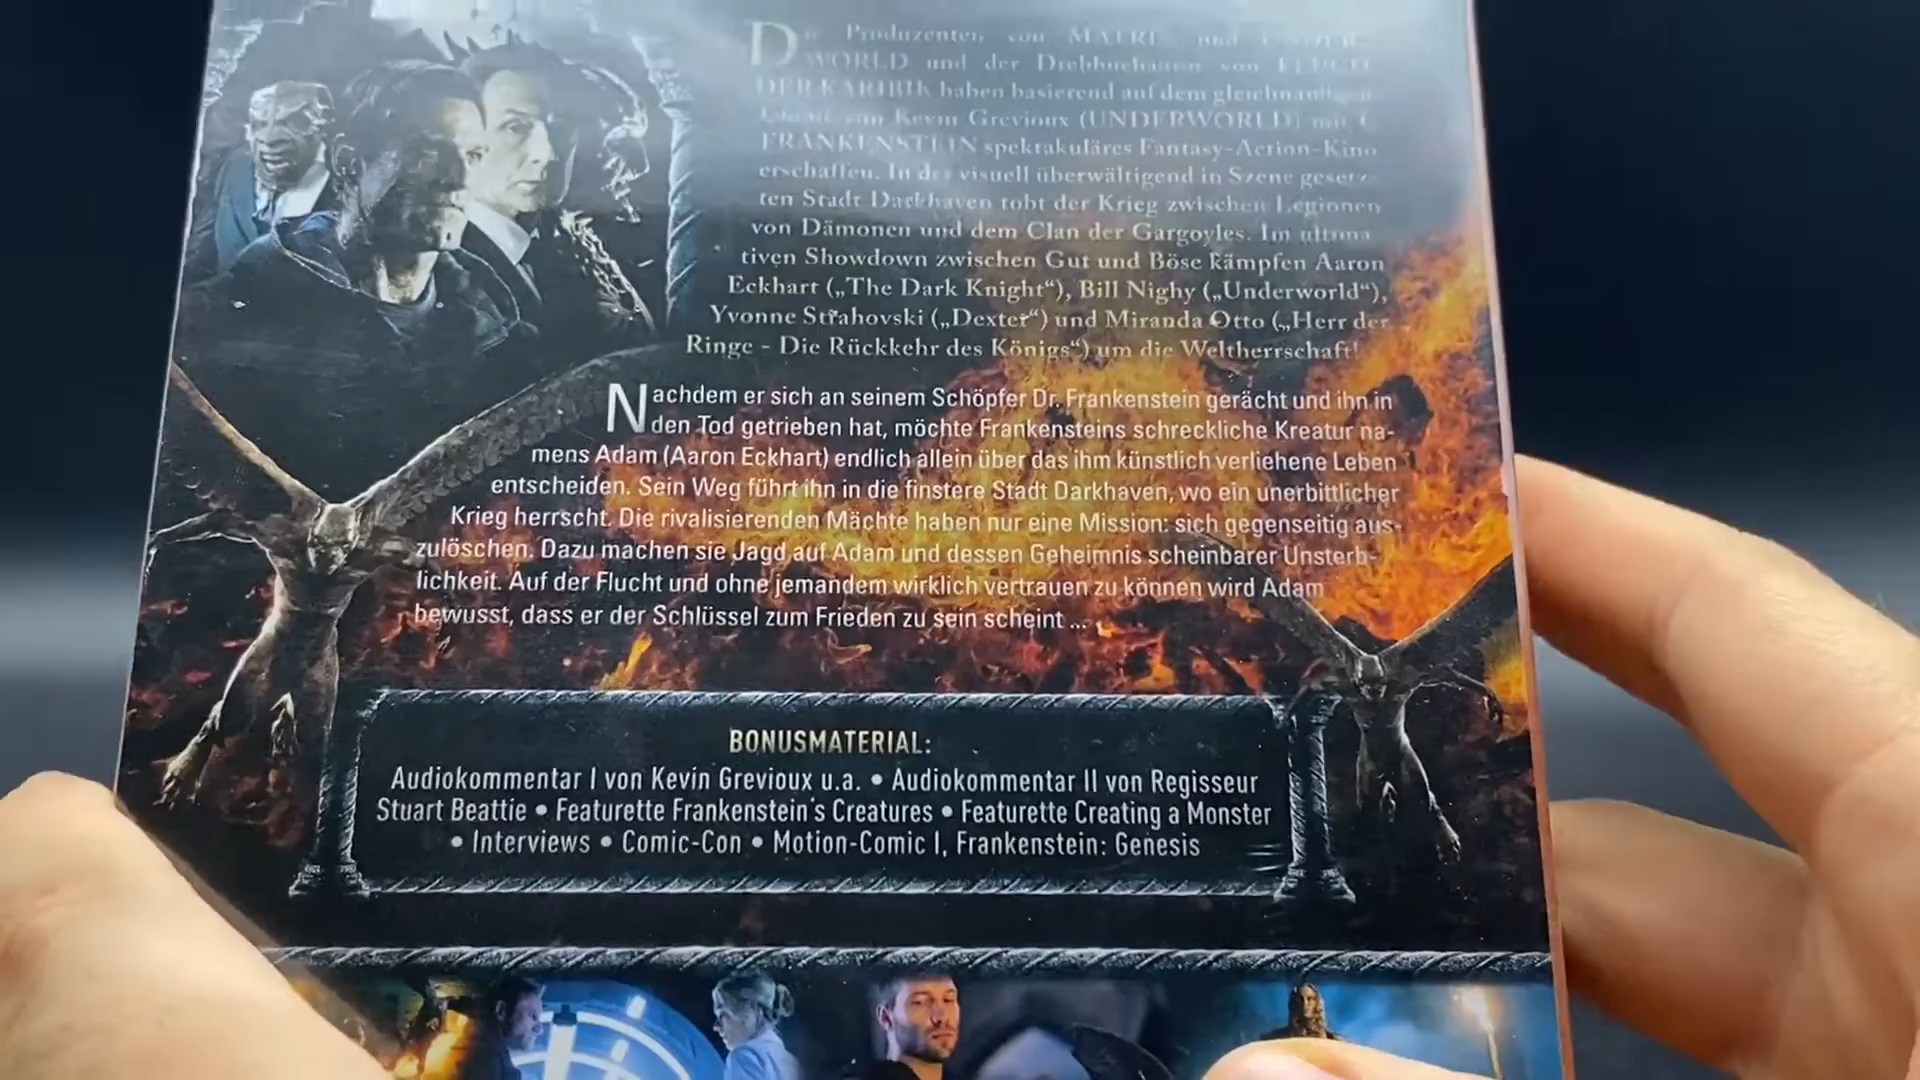 Produzenten von
WORLD und der
DER KARIBIK haben basierend auf dem
von Kevin Grevioux (UNDERWORLD) mit I,
FRANKENSTEIN spektakuläres Fantasy-Action-Kino
erschaffen. In der visuell überwältigend in Szene gesetz-
ten Stadt Darkhaven tobt der Krieg zwischen Legionen
von Dämonen und dem Clan der Gargoyles. Im ultima-
tiven Showdown zwischen Gut und Böse kämpfen Aaron
Eckhart („The Dark Knight“), Bill Nighy („Underworld“),
Yvonne Strahovski („Dexter“) und Miranda Otto („Herr der
Ringe - Die Rückkehr des Königs“) um die Weltherrschaft!
Nachdem er sich an seinem Schöpfer Dr. Frankenstein gerächt und ihn in
den Tod getrieben hat, möchte Frankensteins schreckliche Kreatur na-
mens Adam (Aaron Eckhart) endlich allein über das ihm künstlich verliehene Leben
entscheiden. Sein Weg führt ihn in die finstere Stadt Darkhaven, wo ein unerbittlicher
Krieg herrscht. Die rivalisierenden Mächte haben nur eine Mission: sich gegenseitig aus-
zulöschen. Dazu machen sie Jagd auf Adam und dessen Geheimnis scheinbarer Unsterb-
lichkeit. Auf der Flucht und ohne jemandem wirklich vertrauen zu können wird Adam
bewusst, dass er der Schlüssel zum Frieden zu sein scheint ...
BONUSMATERIAL:
Audiokommentar I von Kevin Grevioux u.a. • Audiokommentar II von Regisseur
Stuart Beattie • Featurette Frankenstein's Creatures • Featurette Creating a Monster
• Interviews • Comic-Con • Motion-Comic I, Frankenstein: Genesis